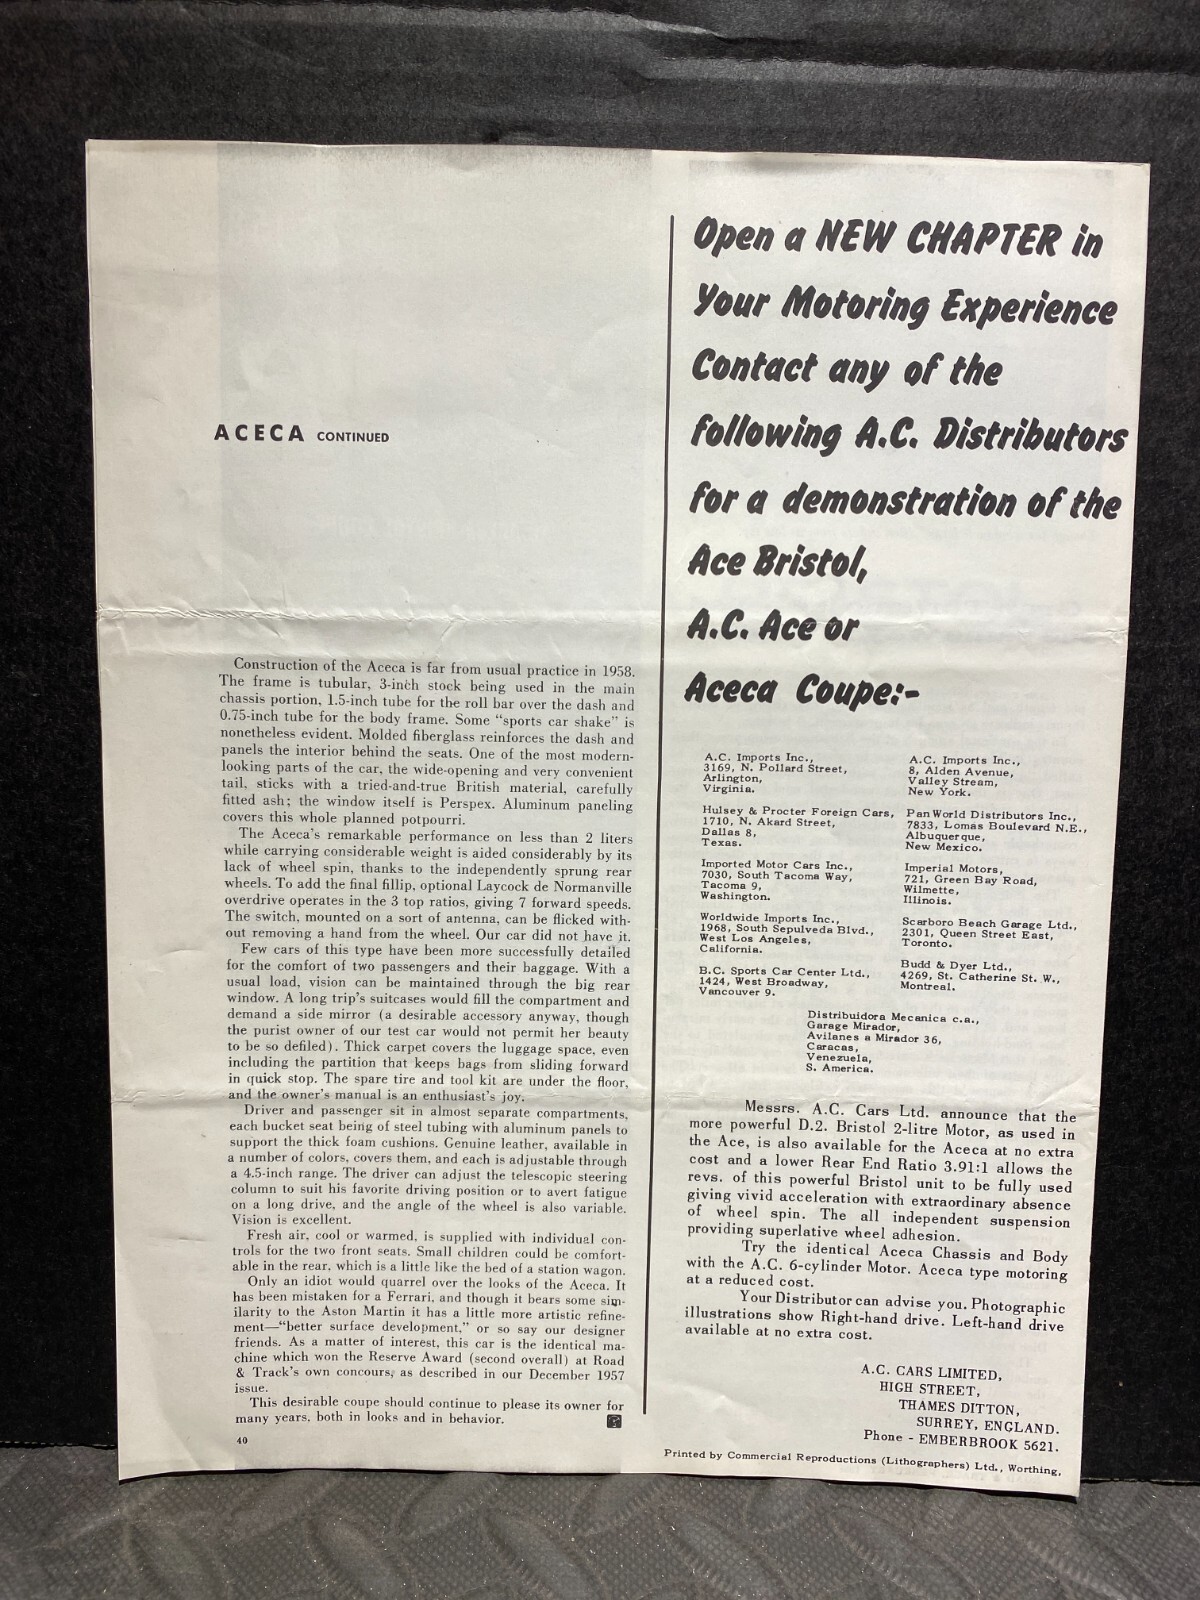 ACECA CONTINUED
Construction of the Aceca is far from usual practice in 1958.
The frame is tubular, 3-inch stock being used in the main
chassis portion, 1.5-inch tube for the roll bar over the dash and
0.75-inch tube for the body frame. Some "sports car shake" is
nonetheless evident. Molded fiberglass reinforces the dash and
panels the interior behind the seats. One of the most modern-
looking parts of the car, the wide-opening and very convenient
tail, sticks with a tried-and-true British material, carefully
fitted ash; the window itself is Perspex. Aluminum paneling
covers this whole planned potpourri.
The Aceca's remarkable performance on less than 2 liters
while carrying considerable weight is aided considerably by its
lack of wheel spin, thanks to the independently sprung rear
wheels. To add the final fillip, optional Laycock de Normanville
overdrive operates in the 3 top ratios, giving 7 forward speeds.
The switch, mounted on a sort of antenna, can be flicked with-
out removing a hand from the wheel. Our car did not have it.
Few cars of this type have been more successfully detailed
for the comfort of two passengers and their baggage. With a
usual load, vision can be maintained through the big rear
window. A long trip's suitcases would fill the compartment and
demand a side mirror (a desirable accessory anyway, though
the purist owner of our test car would not permit her beauty
to be so defiled). Thick carpet covers the luggage space, even
including the partition that keeps bags from sliding forward
in quick stop. The spare tire and tool kit are under the floor,
and the owner's manual is an enthusiast's joy.
Driver and passenger sit in almost separate compartments,
each bucket seat being of steel tubing with aluminum panels to
support the thick foam cushions. Genuine leather, available in
a number of colors, covers them, and each is adjustable through
a 4.5-inch range. The driver can adjust the telescopic steering
column to suit his favorite driving position or to avert fatigue
on a long drive, and the angle of the wheel is also variable.
Vision is excellent.
Fresh air, cool or warmed, is supplied with individual con-
trols for the two front seats. Small children could be comfort-
able in the rear, which is a little like the bed of a station wagon.
Only an idiot would quarrel over the looks of the Aceca. It
has been mistaken for a Ferrari, and though it bears some sim-
ilarity to the Aston Martin it has a little more artistic refine-
ment—"better surface development," or so say our designer
friends. As a matter of interest, this car is the identical ma-
chine which won the Reserve Award (second overall) at Road
& Track's own concours, as described in our December 1957
issue.
This desirable coupe should continue to please its owner for
many years, both in looks and in behavior.
40
Open a NEW CHAPTER in
Your Motoring Experience
Contact any of the
following A.C. Distributors
for a demonstration of the
Ace Bristol,
A.C. Ace or
Aceca Coupe:-
A.C. Imports Inc.,
3169, N. Pollard Street,
Arlington,
Virginia.
A.C. Imports Inc.,
8, Alden Avenue,
Valley Stream,
New York.
Hulsey & Procter Foreign Cars,
1710, N. Akard Street,
Dallas 8,
Texas.
Pan World Distributors Inc.,
7833, Lomas Boulevard N.E.,
Albuquerque,
New Mexico.
Imported Motor Cars Inc.,
7030, South Tacoma Way,
Tacoma 9,
Washington.
Imperial Motors,
721, Green Bay Road,
Wilmette,
Illinois.
Worldwide Imports Inc.,
1968, South Sepulveda Blvd.,
West Los Angeles,
California.
Scarboro Beach Garage Ltd.,
2301, Queen Street East,
Toronto.
B.C. Sports Car Center Ltd.,
1424, West Broadway,
Vancouver 9.
Budd & Dyer Ltd.,
4269, St. Catherine St. W.,
Montreal.
Distribuidora Mecanica c.a.,
Garage Mirador,
Avilanes a Mirador 36,
Caracas,
Venezuela,
S. America.
Messrs. A.C. Cars Ltd. announce that the
more powerful D.2. Bristol 2-litre Motor, as used in
the Ace, is also available for the Aceca at no extra
cost and a lower Rear End Ratio 3.91:1 allows the
revs. of this powerful Bristol unit to be fully used
giving vivid acceleration with extraordinary absence
of wheel spin. The all independent suspension
providing superlative wheel adhesion.
Try the identical Aceca Chassis and Body
with the A.C. 6-cylinder Motor. Aceca type motoring
at a reduced cost.
Your Distributor can advise you. Photographic
illustrations show Right-hand drive. Left-hand drive
available at no extra cost.
A.C. CARS LIMITED,
HIGH STREET,
THAMES DITTON,
SURREY, ENGLAND.
Phone - EMBERBROOK 5621.
Printed by Commercial Reproductions (Lithographers) Ltd., Worthing,